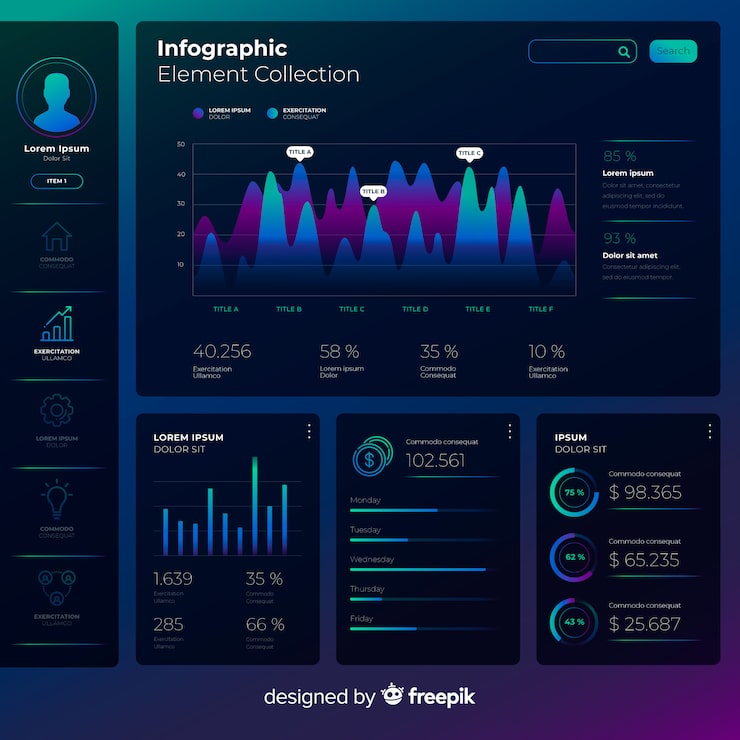 Lorem Ipsum
Dolor Sit
ITEM 1
COMMODO
CONSEQUAT
EXERCITATION
ULLAMCO
LOREM IPSUM
DOLOR
COMMODO
CONSEQUAT
EXERCITATION
ULLAMCO
Infographic
Element Collection
Search
LOREM IPSUM
DOLOR
EXERCITATION
CONSEQUAT
50
40
30
20
10
TITLE A
TITLE B
TITLE C
TITLE A
TITLE B
TITLE C
TITLE D
TITLE E
TITLE F
85 %
Lorem ipsum
Dolor sit amet, consectetur
adipiscing elit, sed do
eiusmod tempor incididunt.
93 %
Dolor sit amet
Consectetur adipiscing elit,
sed do eiusmod tempor.
40.256
Exercitation
Ullamco
58 %
Lorem ipsum
Dolor
35 %
Commodo
Consequat
10 %
Exercitation
Ullamco
LOREM IPSUM
DOLOR SIT
1.639
Exercitation
Ullamco
35 %
Commodo
Consequat
285
Exercitation
Ullamco
66 %
Commodo
Consequat
$
Commodo consequat
102.561
Monday
Tuesday
Wednesday
Thursday
Friday
IPSUM
DOLOR SIT
75 %
Commodo consequat
$ 98.365
62 %
Commodo consequat
$ 65.235
43 %
Commodo consequat
$ 25.687
designed by freepik